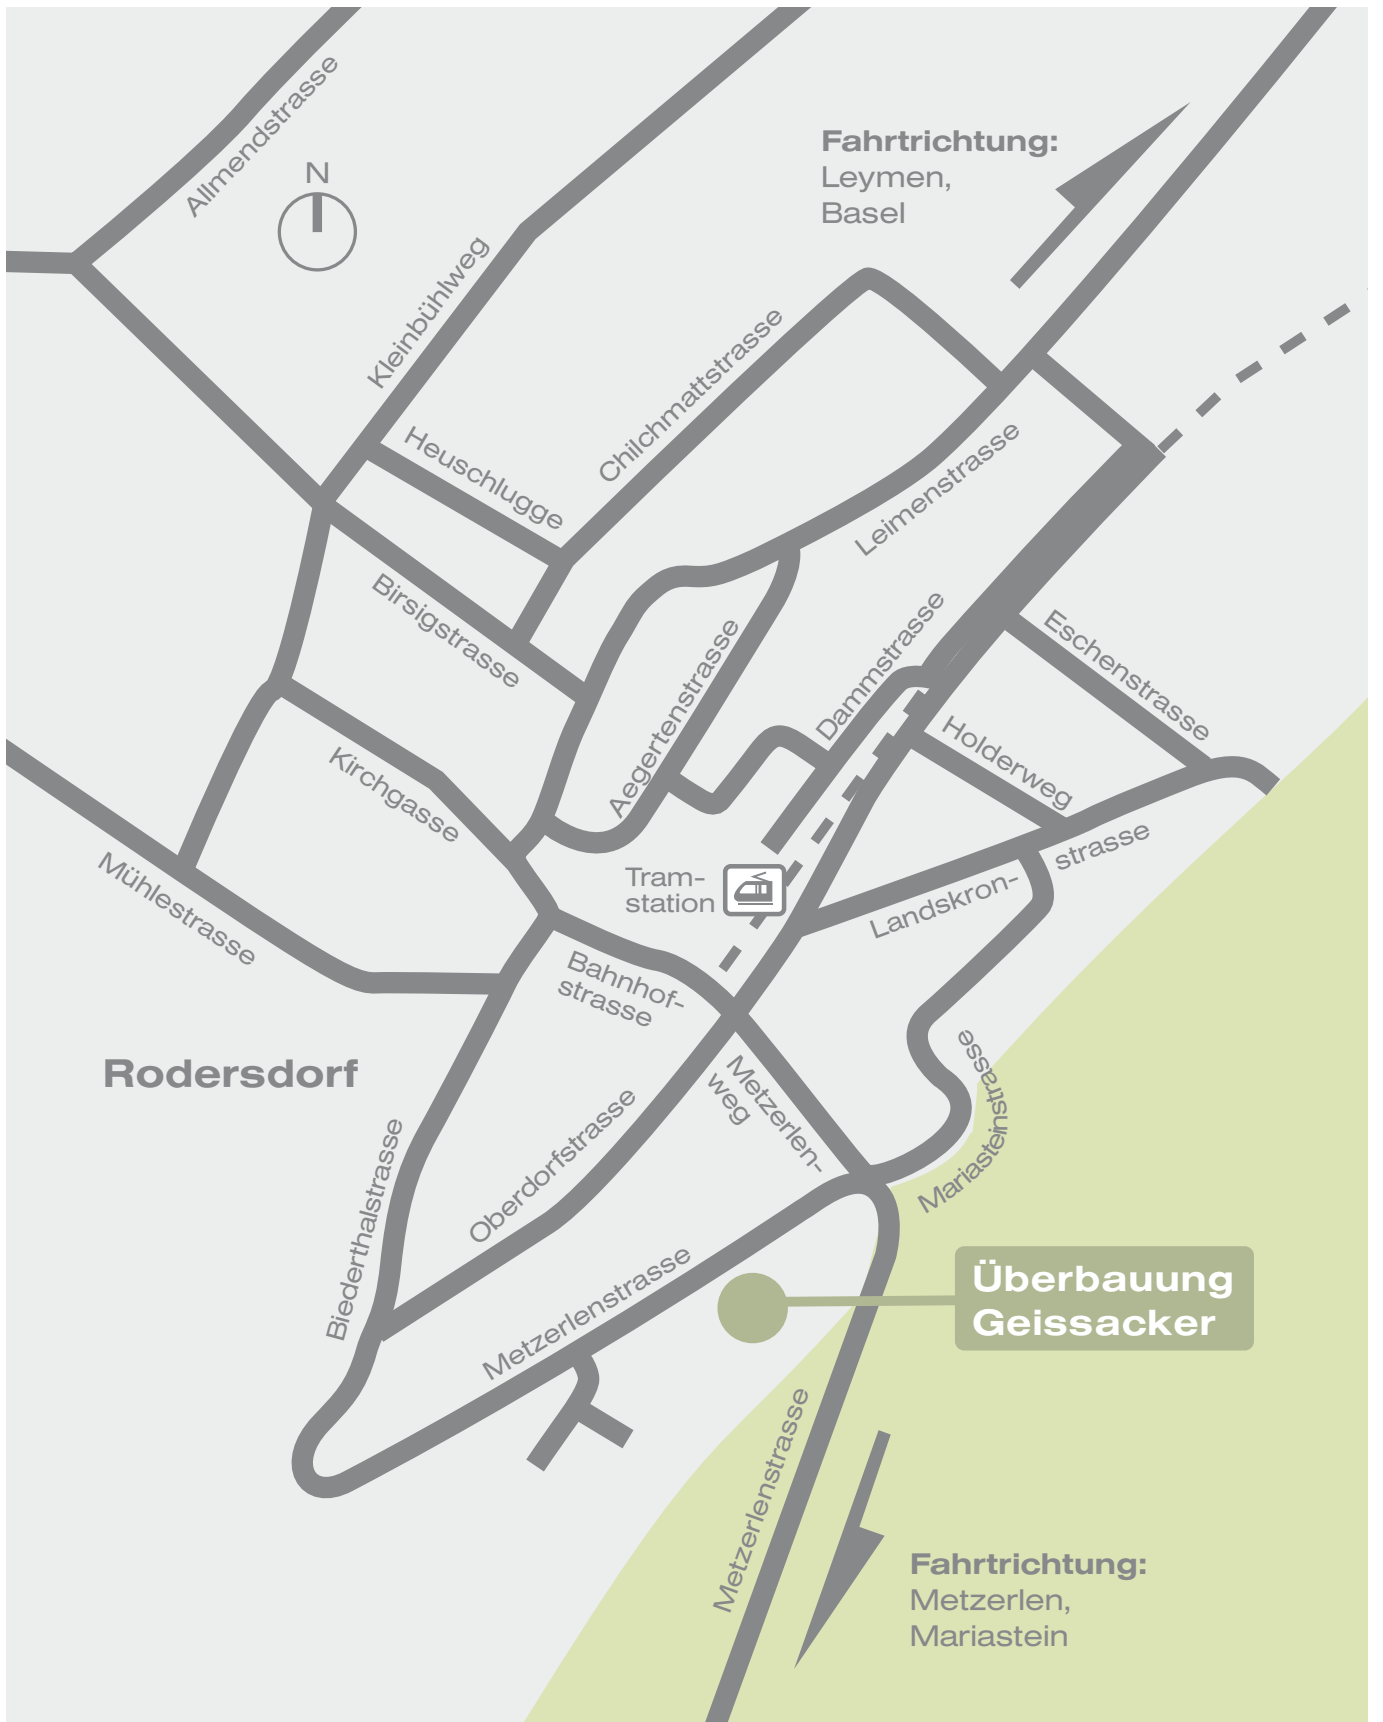 Allmendstrasse
N
Fahrtrichtung:
Leymen,
Basel
Kleinbühlweg
Chilchmattstrasse
Heuschlugge
Leimenstrasse
Birsigstrasse
Dammstrasse
Eschenstrasse
Aegertenstrasse
Holderweg
Kirchgasse
Mühlestrasse
Tram-
station
Landskron-
strasse
Bahnhof-
strasse
Rodersdorf
Metzerlen-
weg
Mariasteinstrasse
Oberdorfstrasse
Biederthalstrasse
Metzerlenstrasse
Überbauung
Geissacker
Metzerlenstrasse
Fahrtrichtung:
Metzerlen,
Mariastein